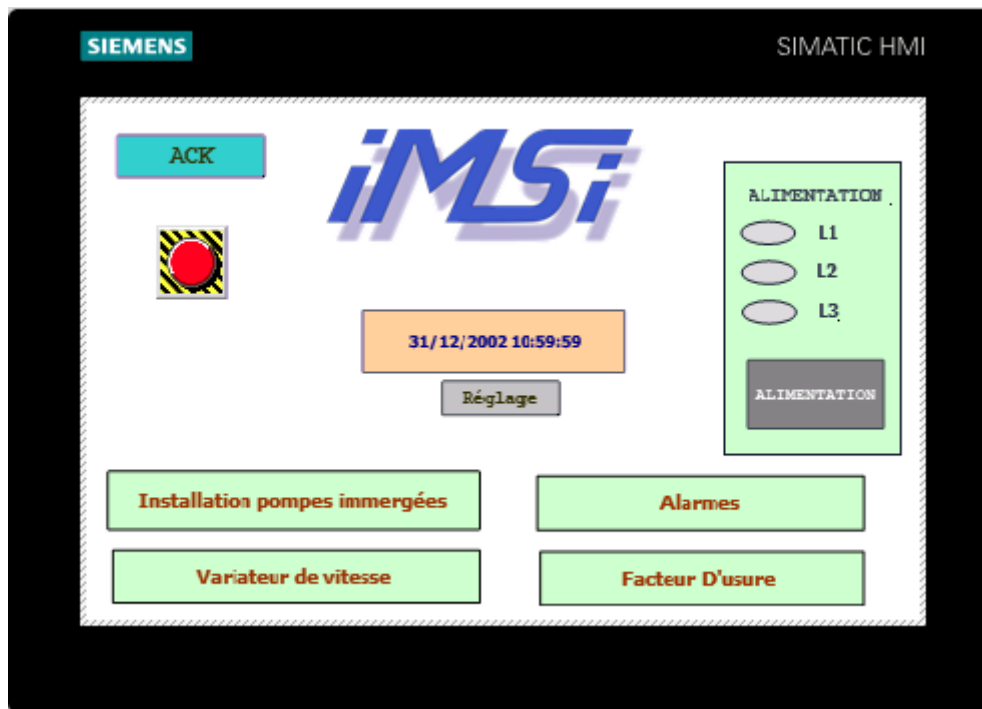 SIEMENS
SIMATIC HMI
ACK
iMSi
ALIMENTATION
L1
L2
L3
31/12/2002 10:59:59
Réglage
ALIMENTATION
Installation pompes immergées
Alarmes
Variateur de vitesse
Facteur D'usure